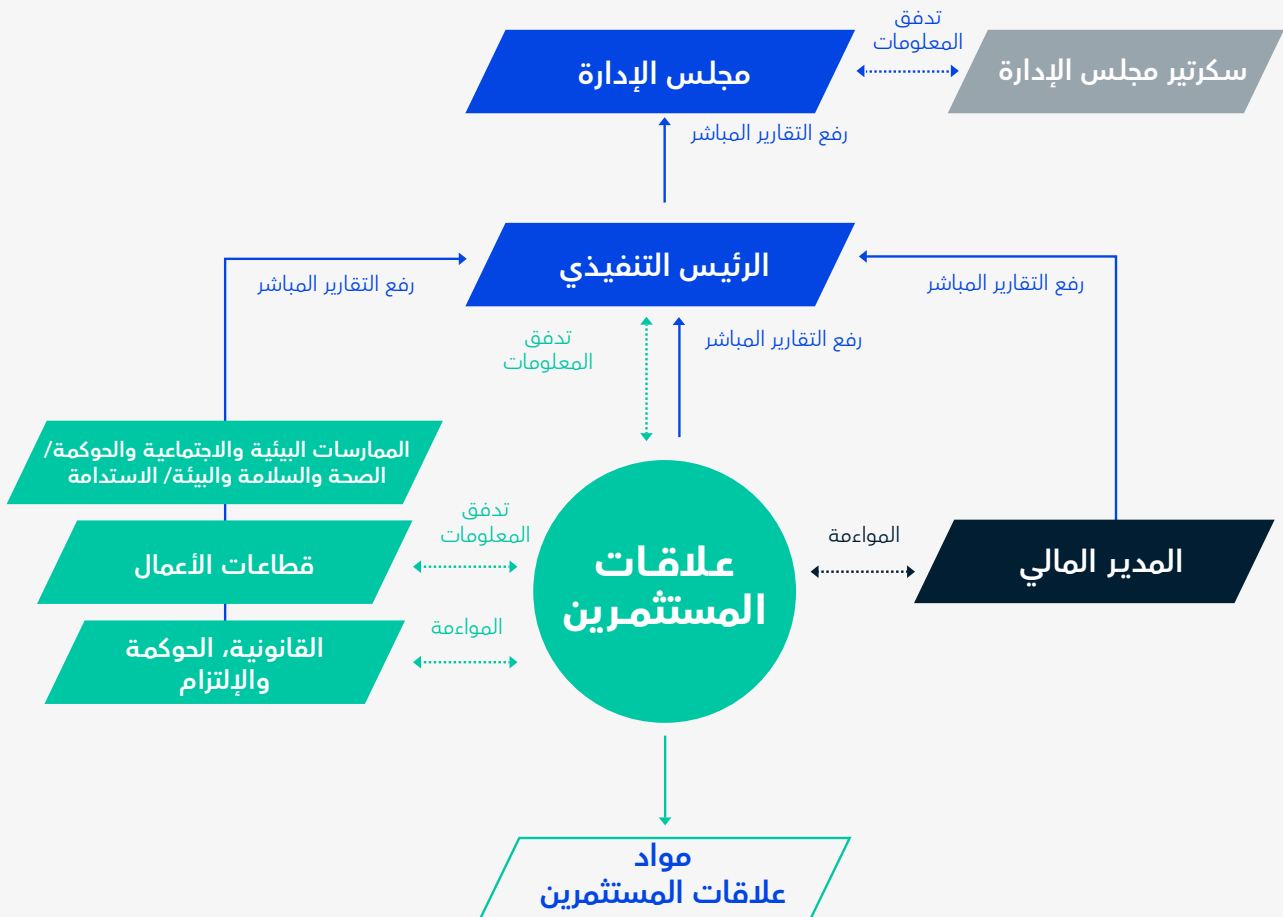 تدفق
المعلومات
سكرتير مجلس الإدارة
مجلس الإدارة
رفع التقارير المباشر
الرئيس التنفيذي
رفع التقارير المباشر
رفع التقارير المباشر
رفع التقارير المباشر
تدفق
المعلومات
الممارسات البيئية والاجتماعية والحوكمة/
الصحة والسلامة والبيئة/ الاستدامة
تدفق
المعلومات
قطاعات الأعمال
المواءمة
القانونية، الحوكمة
والإلتزام
علاقات
المستثمرين
المواءمة
المدير المالي
مواد
علاقات المستثمرين